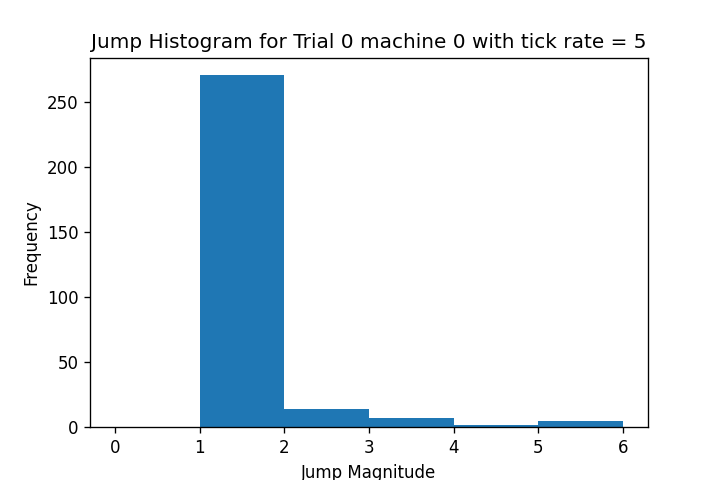 Jump Histogram for Trial 0 machine 0 with tick rate = 5
250
200
150
100
50
0
Frequency
0 1 2 3 4 5 6
Jump Magnitude